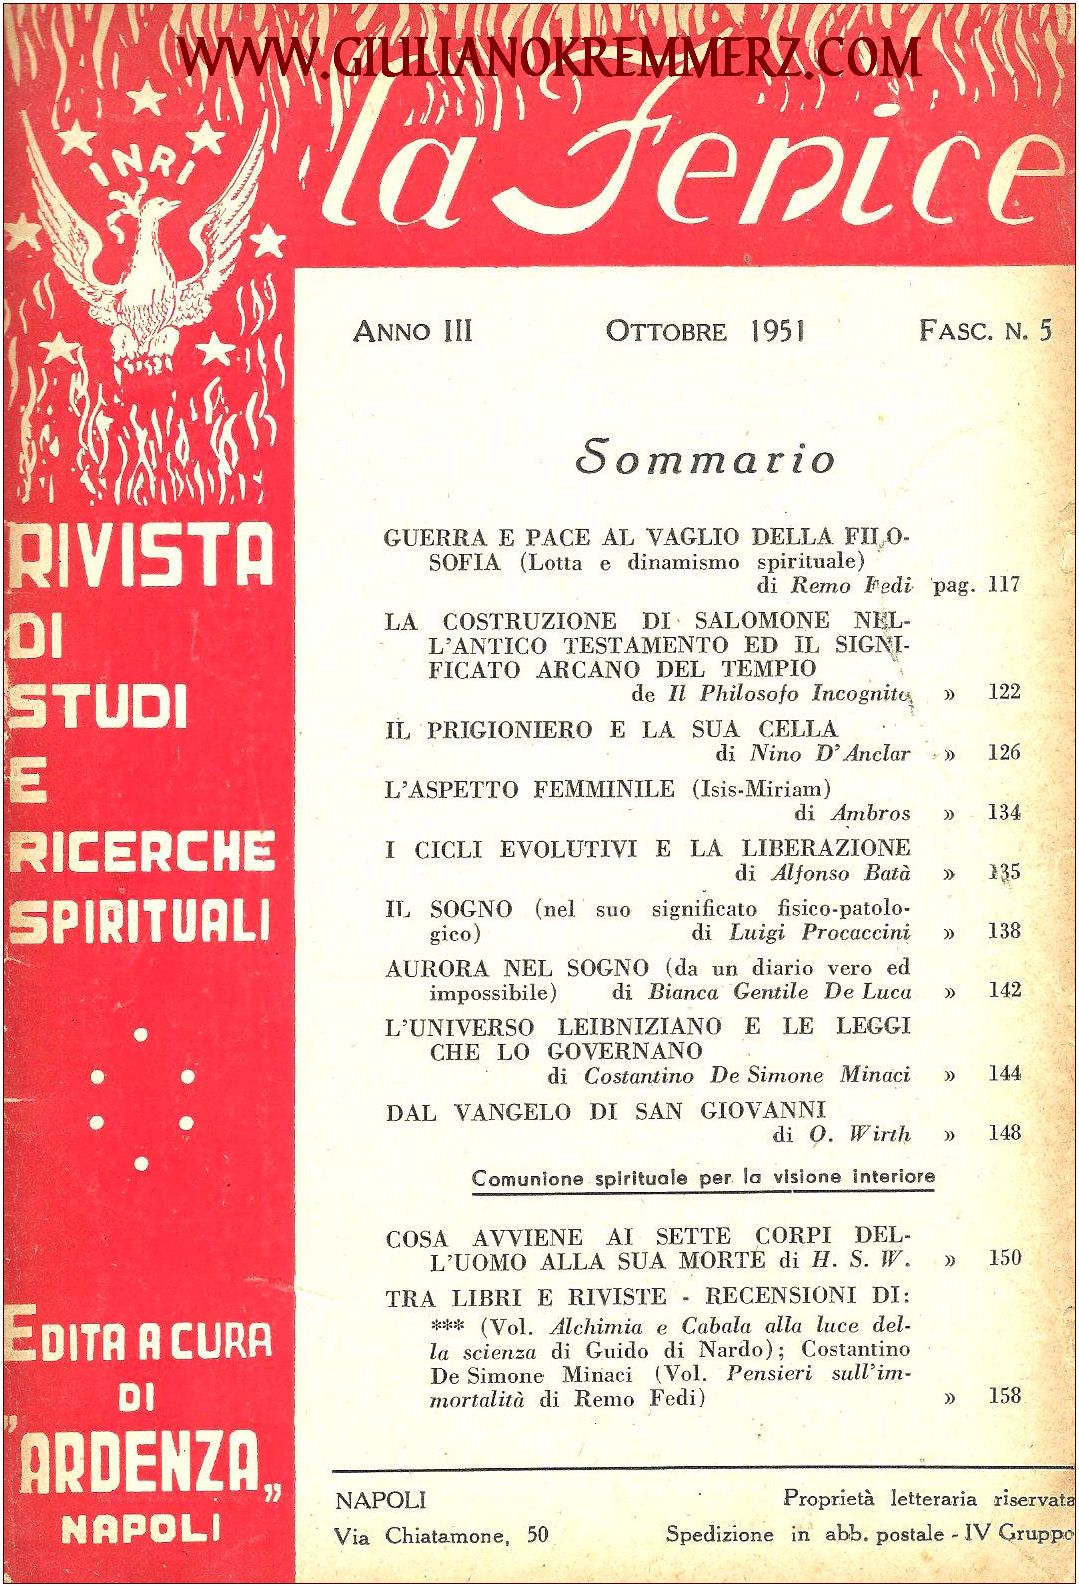 WWW.GIULIANOKREMMERZ.COM
la Fenice
INRI
RIVISTA
DI
STUDI
E
RICERCHE
SPIRITUALI
EDITA A CURA
DI
„ARDENZA„
NAPOLI
ANNO III OTTOBRE 1951 FASC. N. 5
Sommario
GUERRA E PACE AL VAGLIO DELLA FILO-
SOFIA (Lotta e dinamismo spirituale)
di Remo Fedi pag. 117
LA COSTRUZIONE DI SALOMONE NEL-
L'ANTICO TESTAMENTO ED IL SIGNI-
FICATO ARCANO DEL TEMPIO
de Il Philosofo Incognito » 122
IL PRIGIONIERO E LA SUA CELLA
di Nino D'Anclar » 126
L'ASPETTO FEMMINILE (Isis-Miriam)
di Ambros » 134
I CICLI EVOLUTIVI E LA LIBERAZIONE
di Alfonso Batà » 135
IL SOGNO (nel suo significato fisico-patolo-
gico) di Luigi Procaccini » 138
AURORA NEL SOGNO (da un diario vero ed
impossibile) di Bianca Gentile De Luca » 142
L'UNIVERSO LEIBNIZIANO E LE LEGGI
CHE LO GOVERNANO
di Costantino De Simone Minaci » 144
DAL VANGELO DI SAN GIOVANNI
di O. Wirth » 148
Comunione spirituale per la visione interiore
COSA AVVIENE AI SETTE CORPI DEL-
L'UOMO ALLA SUA MORTE di H. S. W. » 150
TRA LIBRI E RIVISTE - RECENSIONI DI:
*** (Vol. Alchimia e Cabala alla luce del-
la scienza di Guido di Nardo); Costantino
De Simone Minaci (Vol. Pensieri sull'im-
mortalità di Remo Fedi) » 158
NAPOLI Proprietà letteraria riservata
Via Chiatamone, 50 Spedizione in abb. postale - IV Gruppo